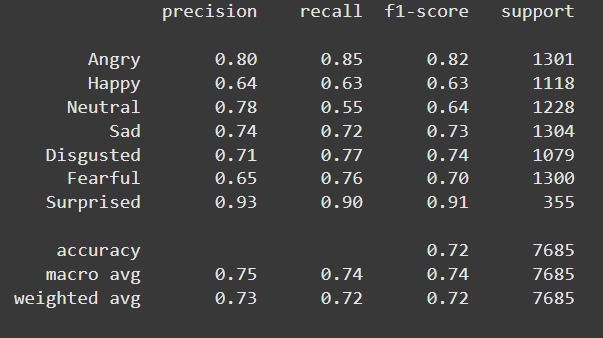 precision recall f1-score support
Angry 0.80 0.85 0.82 1301
Happy 0.64 0.63 0.63 1118
Neutral 0.78 0.55 0.64 1228
Sad 0.74 0.72 0.73 1304
Disgusted 0.71 0.77 0.74 1079
Fearful 0.65 0.76 0.70 1300
Surprised 0.93 0.90 0.91 355
accuracy 0.72 7685
macro avg 0.75 0.74 0.74 7685
weighted avg 0.73 0.72 0.72 7685